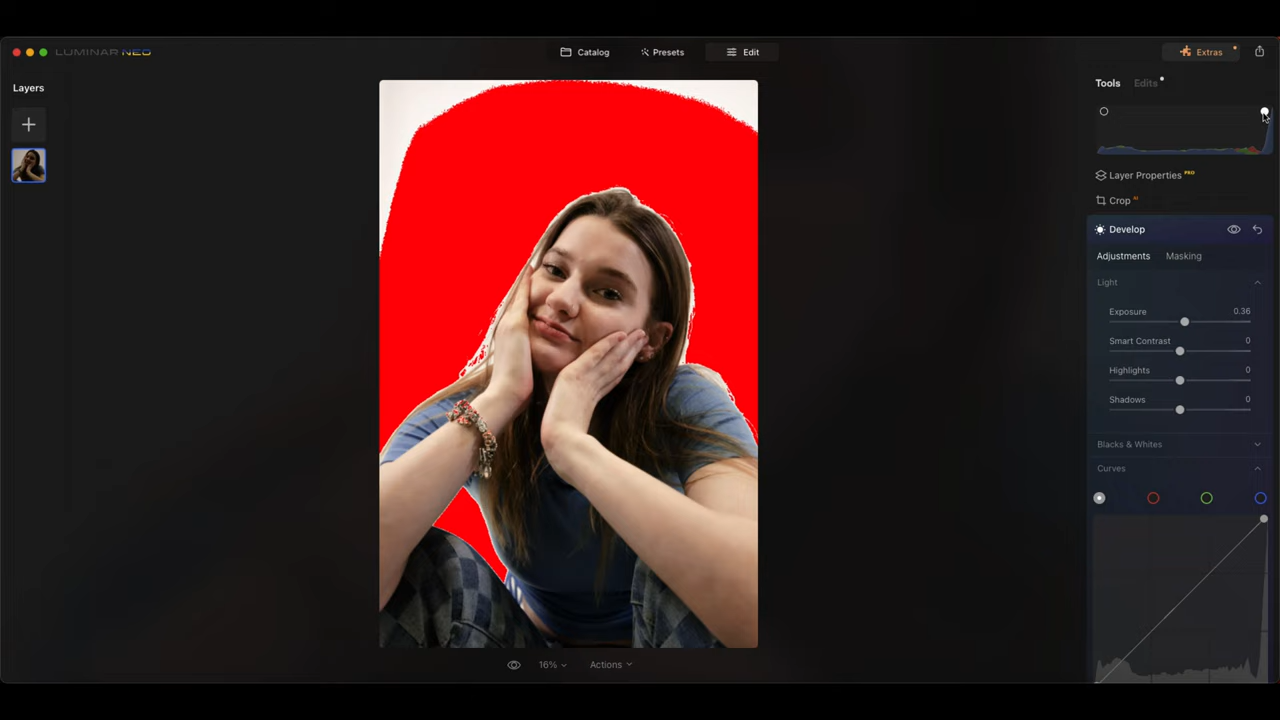 LUMINAR NEO
Catalog
Presets
Edit
Extras
Layers
Tools
Edits
Layer Properties PRO
Crop AI
Develop
Adjustments
Masking
Light
Exposure 0.36
Smart Contrast 0
Highlights 0
Shadows 0
Blacks & Whites
Curves
16%
Actions